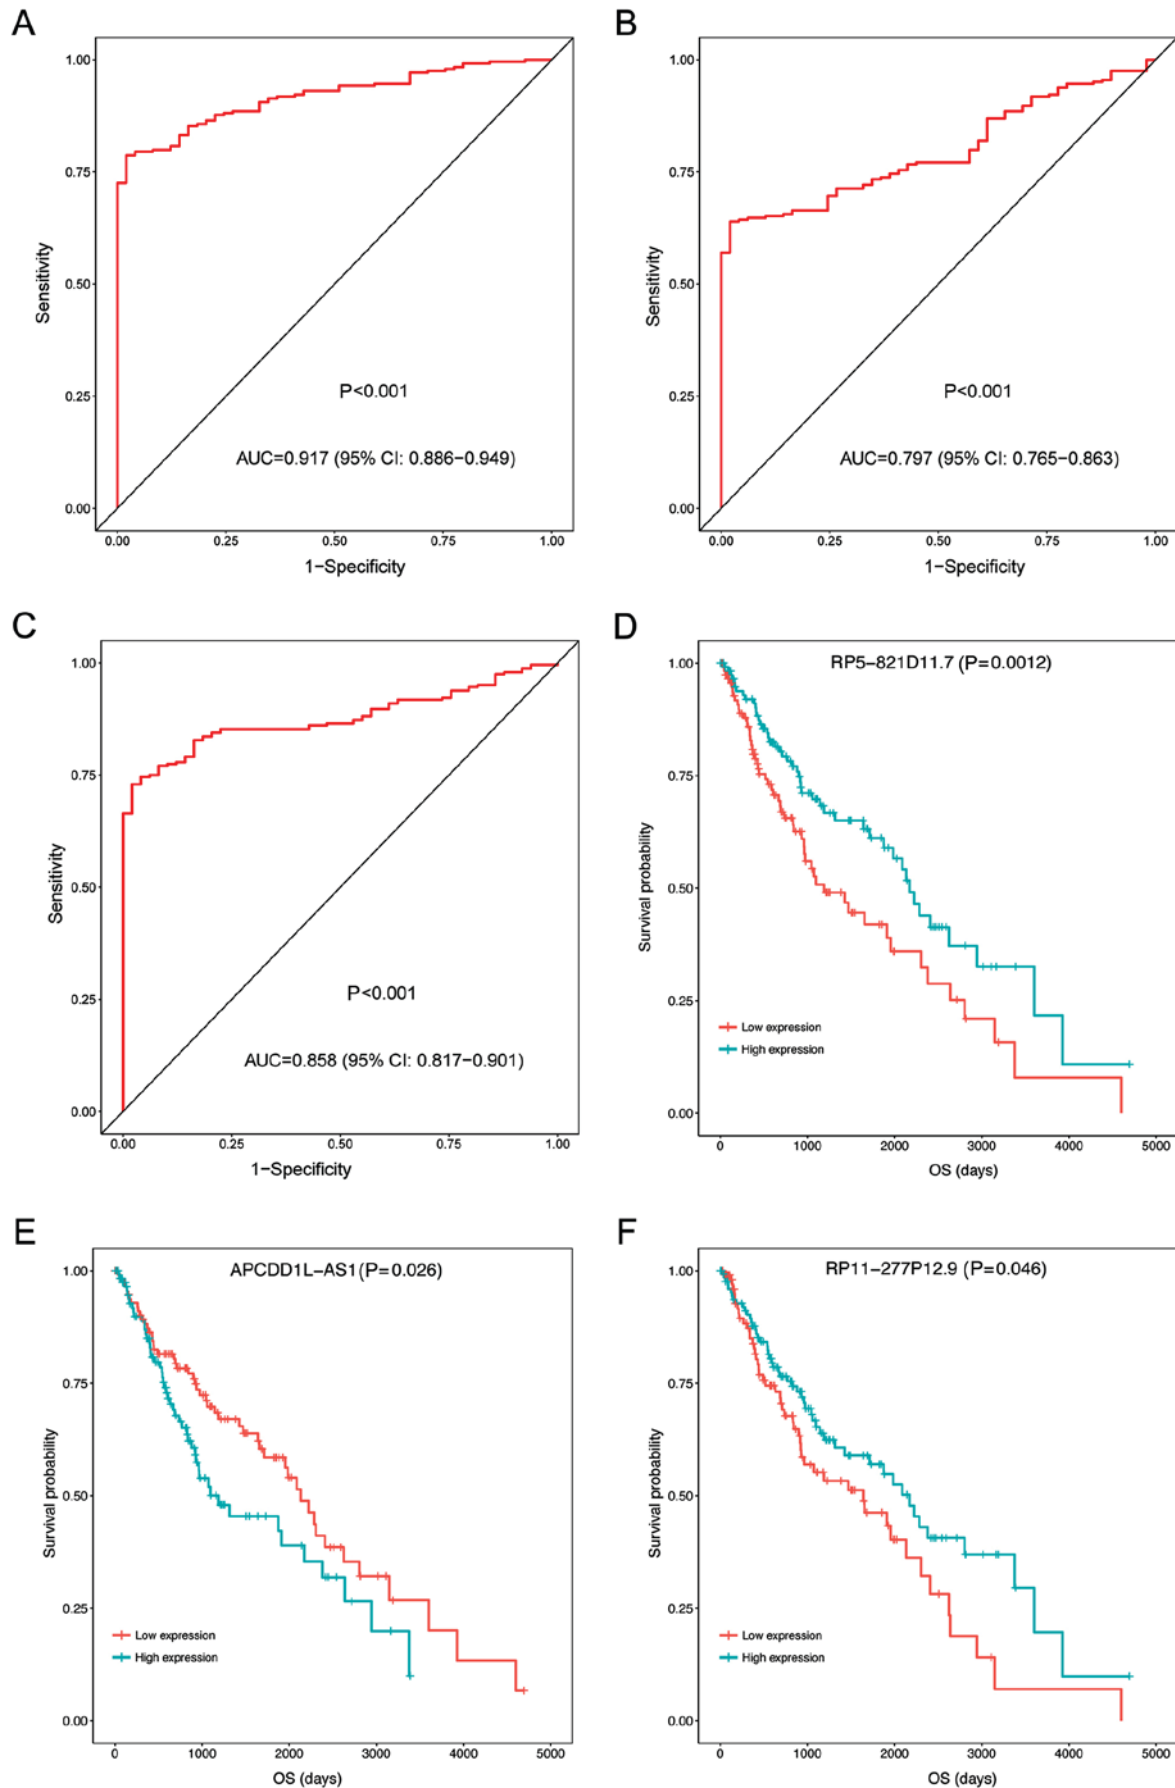 A
1.00
0.75
0.50
0.25
0.00
Sensitivity
P<0.001
AUC=0.917 (95% CI: 0.886−0.949)
0.00 0.25 0.50 0.75 1.00
1−Specificity
B
1.00
0.75
0.50
0.25
0.00
Sensitivity
P<0.001
AUC=0.797 (95% CI: 0.765−0.863)
0.00 0.25 0.50 0.75 1.00
1−Specificity
C
1.00
0.75
0.50
0.25
0.00
Sensitivity
P<0.001
AUC=0.858 (95% CI: 0.817−0.901)
0.00 0.25 0.50 0.75 1.00
1−Specificity
D
RP5−821D11.7 (P=0.0012)
1.00
0.75
0.50
0.25
0.00
Survival probability
Low expression
High expression
0 1000 2000 3000 4000 5000
OS (days)
E
APCDD1L−AS1(P=0.026)
1.00
0.75
0.50
0.25
0.00
Survival probability
Low expression
High expression
0 1000 2000 3000 4000 5000
OS (days)
F
RP11−277P12.9 (P=0.046)
1.00
0.75
0.50
0.25
0.00
Survival probability
Low expression
High expression
0 1000 2000 3000 4000 5000
OS (days)